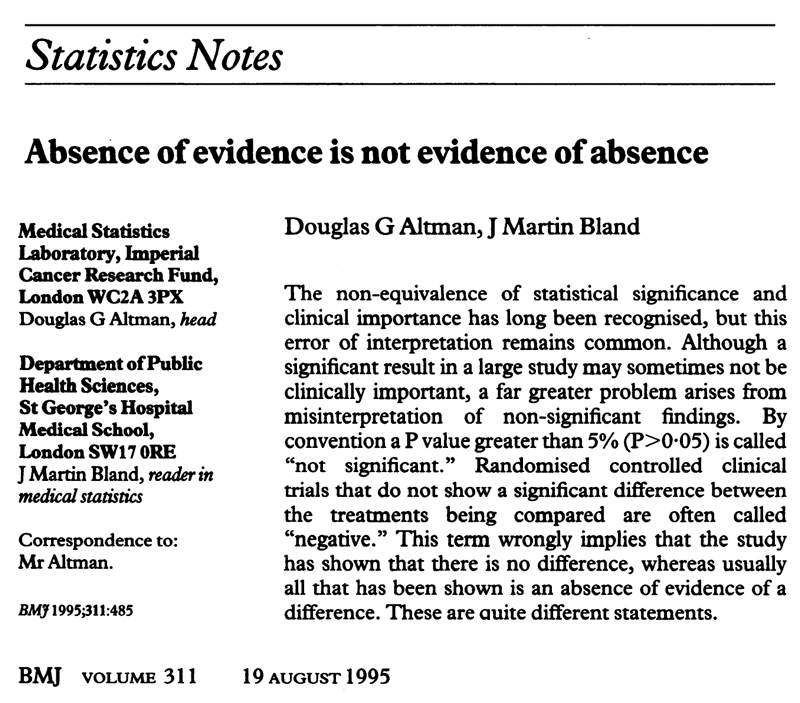 Statistics Notes
Absence of evidence is not evidence of absence
Medical Statistics
Laboratory, Imperial
Cancer Research Fund,
London WC2A 3PX
Douglas G Altman, head
Department of Public
Health Sciences,
St George's Hospital
Medical School,
London SW17 0RE
J Martin Bland, reader in
medical statistics
Correspondence to:
Mr Altman.
BMJ 1995;311:485
Douglas G Altman, J Martin Bland
The non-equivalence of statistical significance and
clinical importance has long been recognised, but this
error of interpretation remains common. Although a
significant result in a large study may sometimes not be
clinically important, a far greater problem arises from
misinterpretation of non-significant findings. By
convention a P value greater than 5% (P>0·05) is called
“not significant.” Randomised controlled clinical
trials that do not show a significant difference between
the treatments being compared are often called
“negative.” This term wrongly implies that the study
has shown that there is no difference, whereas usually
all that has been shown is an absence of evidence of a
difference. These are quite different statements.
BMJ VOLUME 311 19 AUGUST 1995